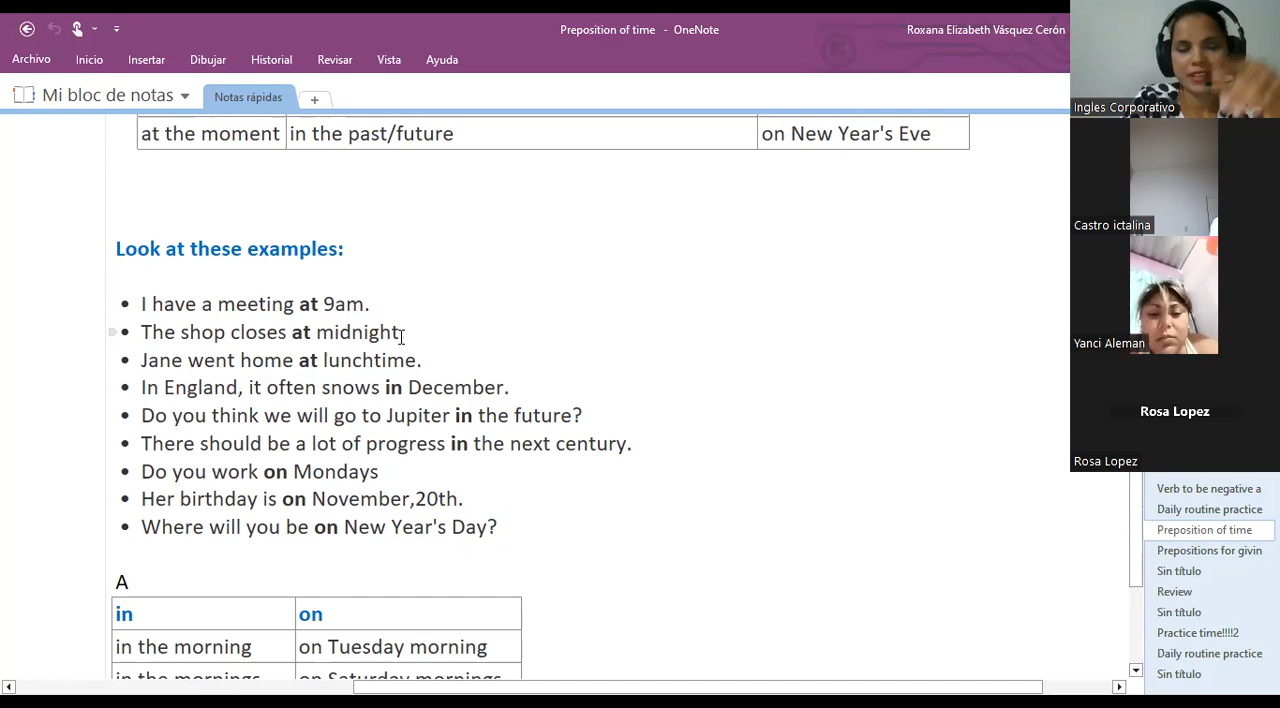 Preposition of time - OneNote
Roxana Elizabeth Vásquez Cerón
Archivo Inicio Insertar Dibujar Historial Revisar Vista Ayuda
Mi bloc de notas
Notas rápidas
+
at the moment in the past/future on New Year's Eve
Look at these examples:
• I have a meeting at 9am.
• The shop closes at midnight
• Jane went home at lunchtime.
• In England, it often snows in December.
• Do you think we will go to Jupiter in the future?
• There should be a lot of progress in the next century.
• Do you work on Mondays
• Her birthday is on November,20th.
• Where will you be on New Year's Day?
A
in on
in the morning on Tuesday morning
in the mornings on Saturday mornings
Ingles Corporativo
Castro ictalina
Yanci Aleman
Rosa Lopez
Rosa Lopez
Verb to be negative a
Daily routine practice
Preposition of time
Prepositions for givin
Sin título
Review
Sin título
Practice time!!!!2
Daily routine practice
Sin título